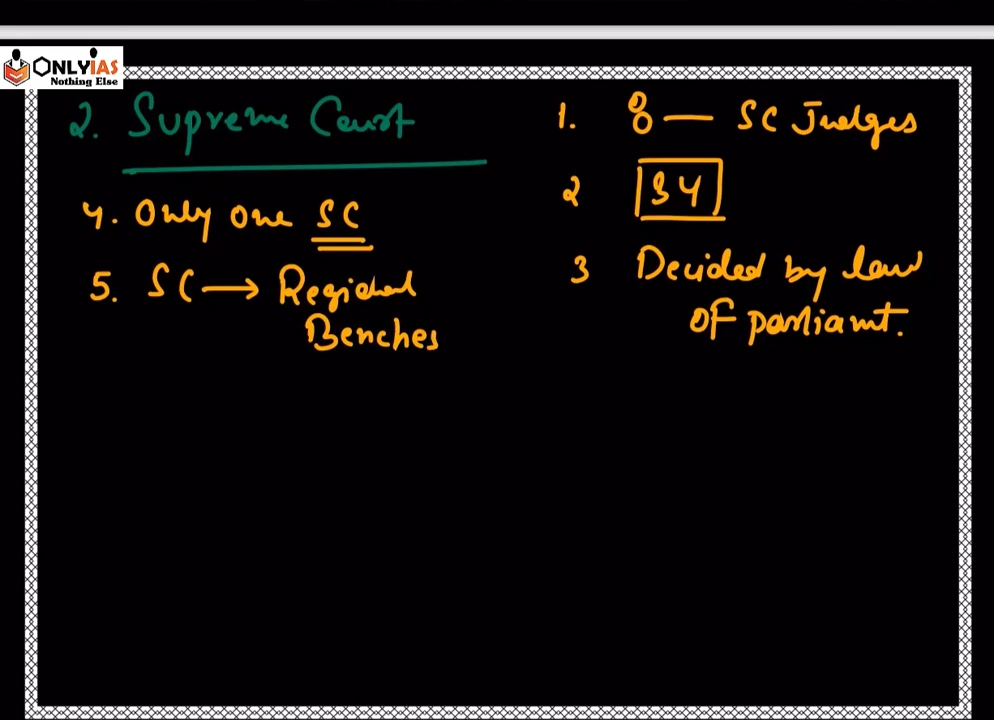 ONLYIAS
Nothing Else
2. Supreme Court
4. Only one SC
5. SC → Regional
Benches
1. 8 — SC Judges
2 34
3 Decided by law
of parliamt.